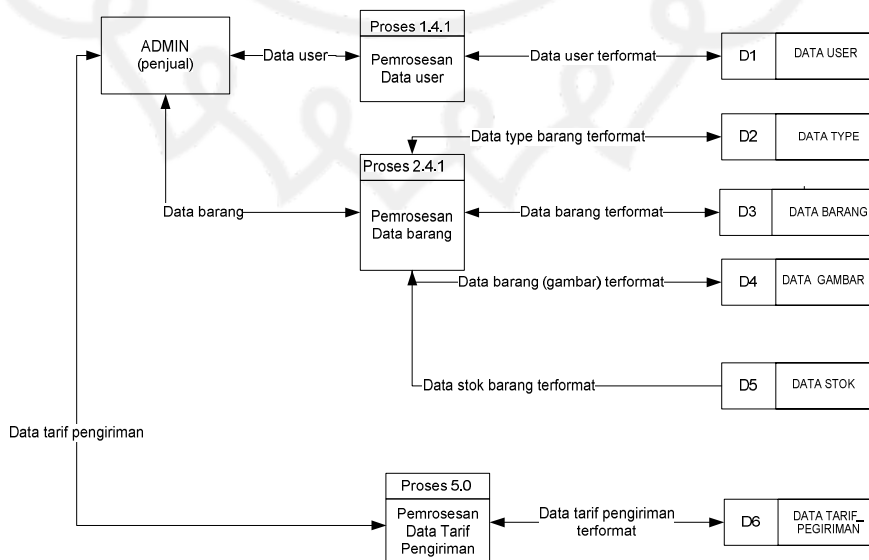 Proses 1.4.1
ADMIN
(penjual)
Data user
Pemrosesan
Data user
Data user terformat
D1
DATA USER
Data type barang terformat
D2
DATA TYPE
Proses 2.4.1
Data barang
Pemrosesan
Data barang
Data barang terformat
D3
DATA BARANG
Data barang (gambar) terformat
D4
DATA GAMBAR
Data stok barang terformat
D5
DATA STOK
Data tarif pengiriman
Proses 5.0
Pemrosesan
Data Tarif
Pengiriman
Data tarif pengiriman
terformat
D6
DATA TARIF_
PEGIRIMAN